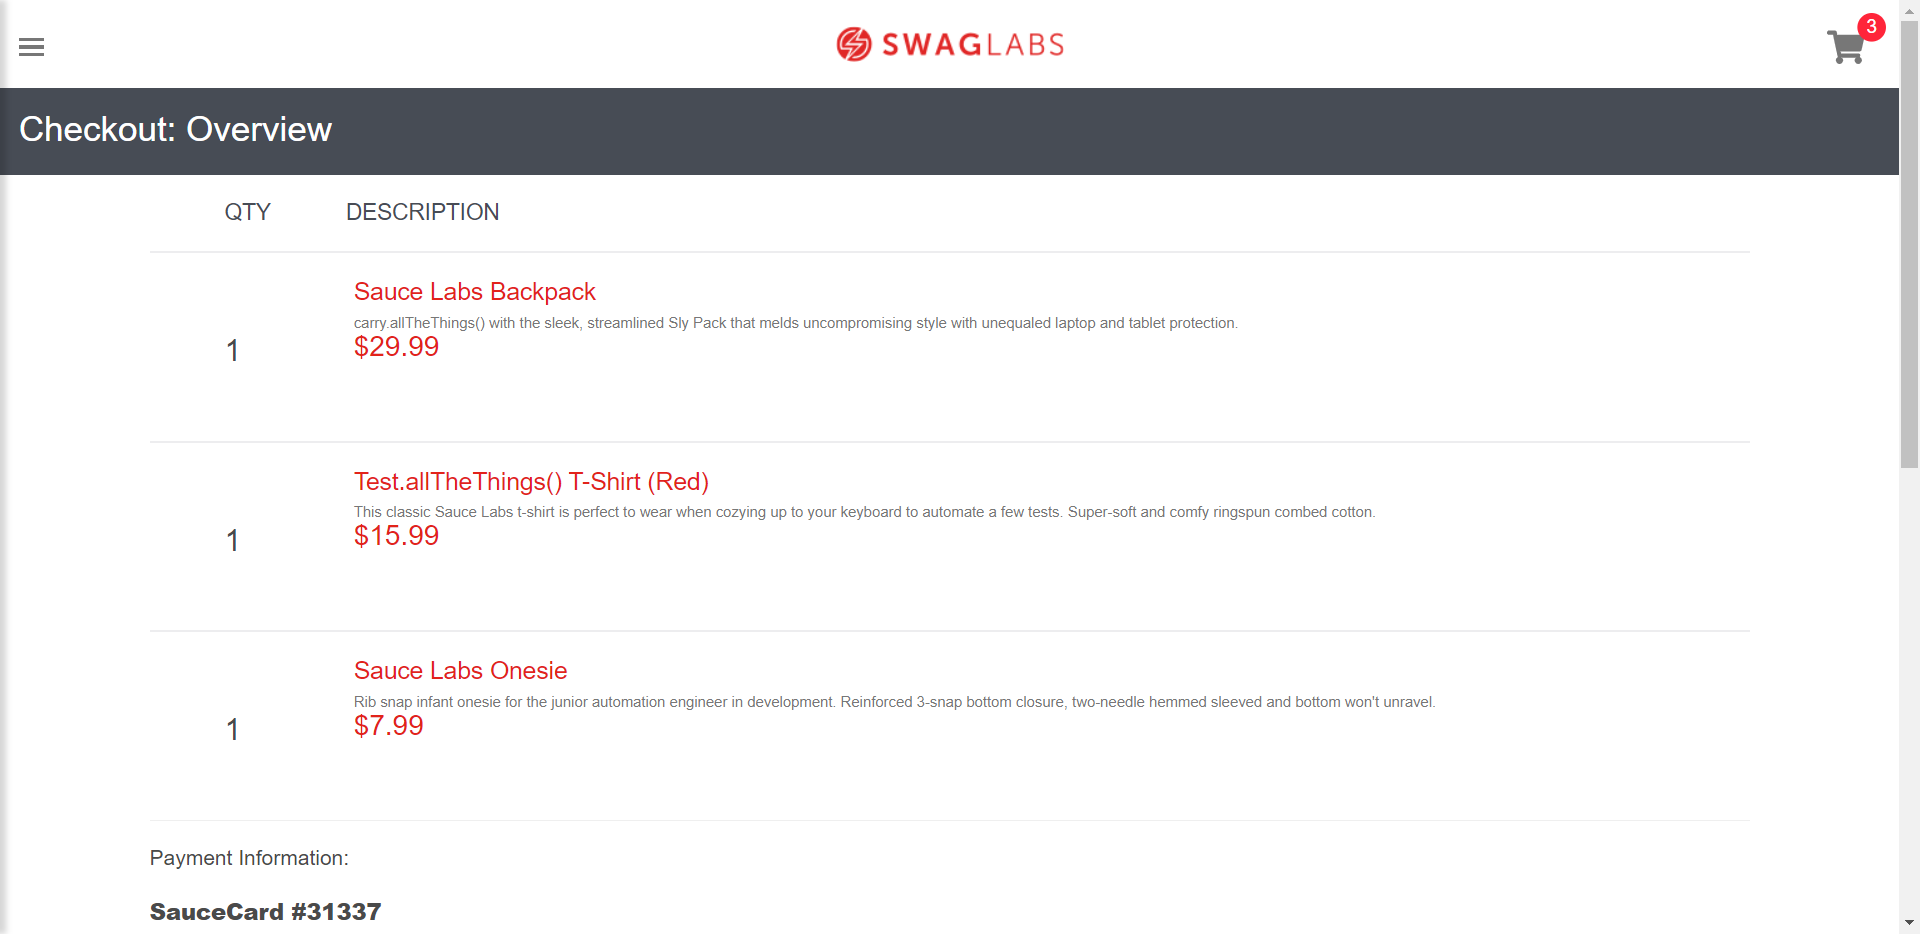 SWAGLABS
3
Checkout: Overview
QTY DESCRIPTION
Sauce Labs Backpack
carry.allTheThings() with the sleek, streamlined Sly Pack that melds uncompromising style with unequaled laptop and tablet protection.
1
$29.99
Test.allTheThings() T-Shirt (Red)
This classic Sauce Labs t-shirt is perfect to wear when cozying up to your keyboard to automate a few tests. Super-soft and comfy ringspun combed cotton.
1
$15.99
Sauce Labs Onesie
Rib snap infant onesie for the junior automation engineer in development. Reinforced 3-snap bottom closure, two-needle hemmed sleeved and bottom won't unravel.
1
$7.99
Payment Information:
SauceCard #31337